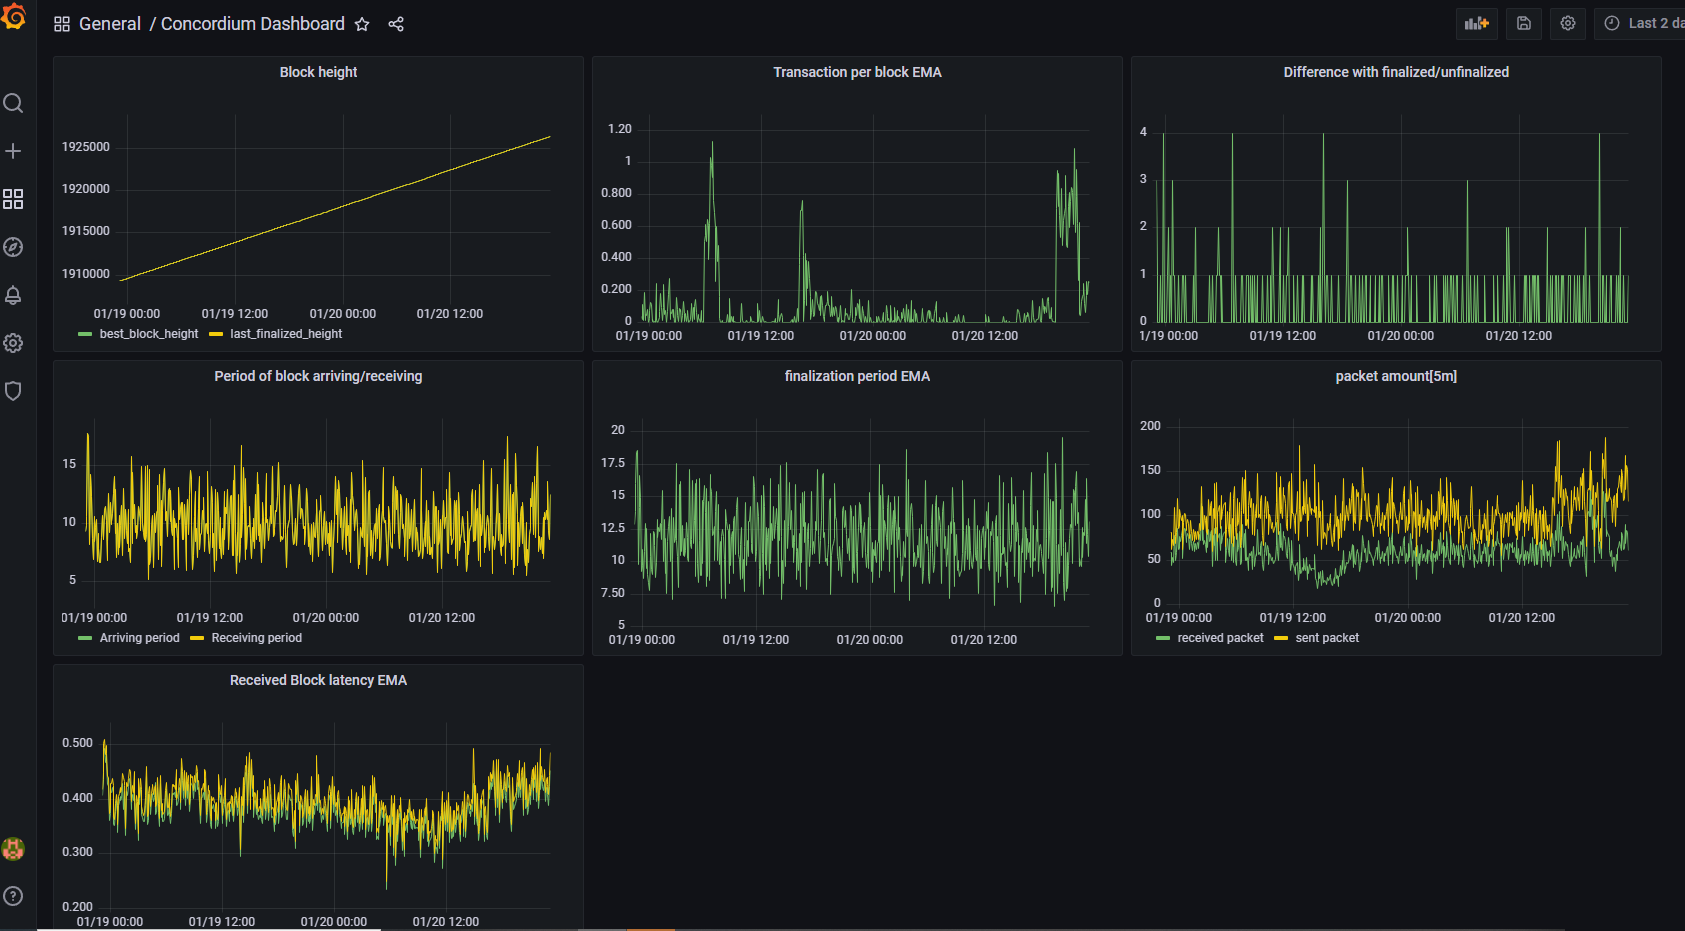 General / Concordium Dashboard
Last 2 da
Block height
1925000
1920000
1915000
1910000
01/19 00:00 01/19 12:00 01/20 00:00 01/20 12:00
best_block_height last_finalized_height
Transaction per block EMA
1.20
1
0.800
0.600
0.400
0.200
0
01/19 00:00 01/19 12:00 01/20 00:00 01/20 12:00
Difference with finalized/unfinalized
4
3
2
1
0
1/19 00:00 01/19 12:00 01/20 00:00 01/20 12:00
Period of block arriving/receiving
15
10
5
01/19 00:00 01/19 12:00 01/20 00:00 01/20 12:00
Arriving period Receiving period
finalization period EMA
20
17.5
15
12.5
10
7.50
5
01/19 00:00 01/19 12:00 01/20 00:00 01/20 12:00
packet amount[5m]
200
150
100
50
0
01/19 00:00 01/19 12:00 01/20 00:00 01/20 12:00
received packet sent packet
Received Block latency EMA
0.500
0.400
0.300
0.200
01/19 00:00 01/19 12:00 01/20 00:00 01/20 12:00